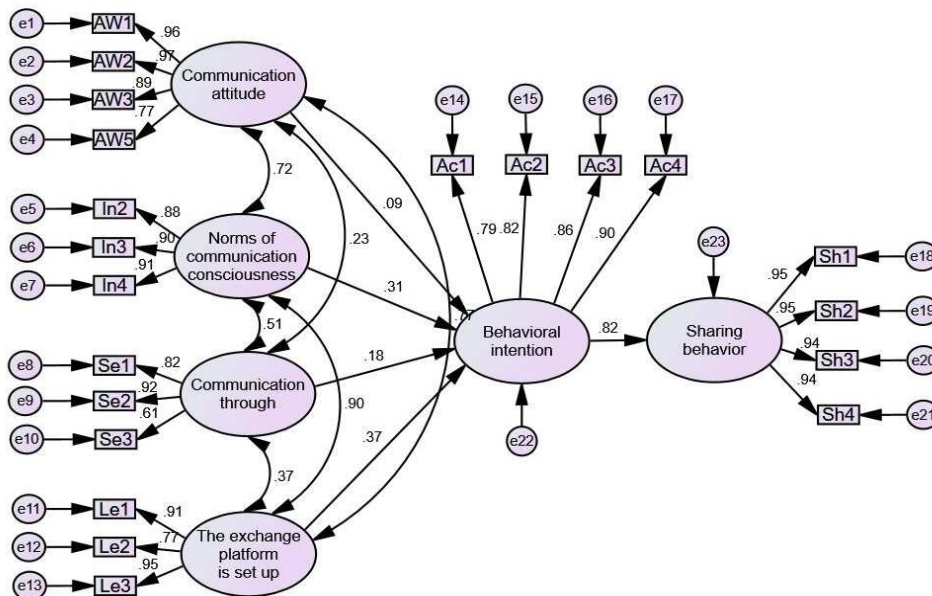 e1
AW1
.96
e2
AW2
.97
e3
AW3
.89
e4
AW5
.77
Communication
attitude
e5
In2
.88
e6
In3
.90
e7
In4
.91
Norms of
communication
consciousness
e8
Se1
.82
e9
Se2
.92
e10
Se3
.61
Communication
through
e11
Le1
.91
e12
Le2
.77
e13
Le3
.95
The exchange
platform
is set up
.72
.23
.51
.90
.37
.09
.31
.18
.37
e14
e15
e16
e17
Ac1
Ac2
Ac3
Ac4
.79
.82
.86
.90
Behavioral
intention
e22
.82
e23
Sharing
behavior
.95
Sh1
e18
.95
Sh2
e19
.94
Sh3
e20
.94
Sh4
e21